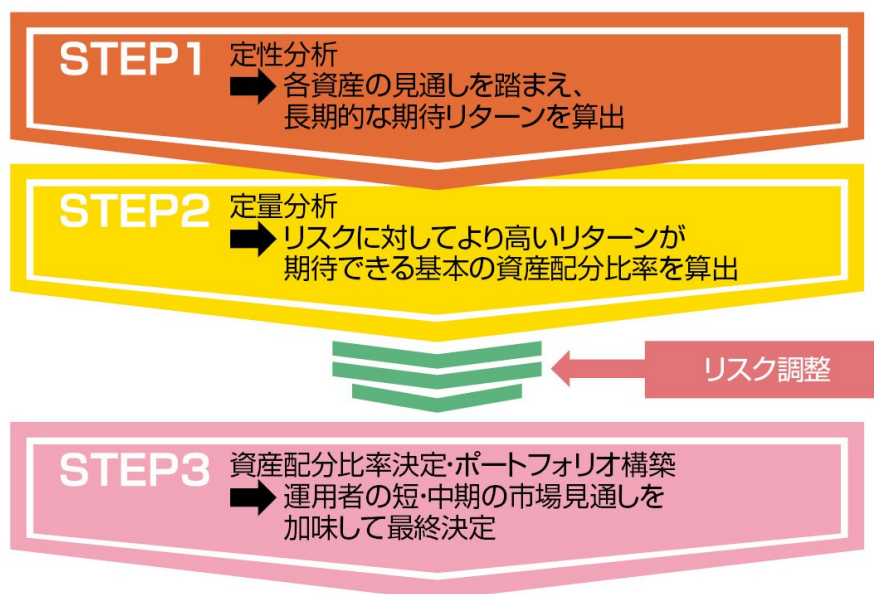 STEP1 定性分析
➡ 各資産の見通しを踏まえ、
長期的な期待リターンを算出
STEP2 定量分析
➡ リスクに対してより高いリターンが
期待できる基本の資産配分比率を算出
リスク調整
STEP3 資産配分比率決定・ポートフォリオ構築
➡ 運用者の短・中期の市場見通しを
加味して最終決定